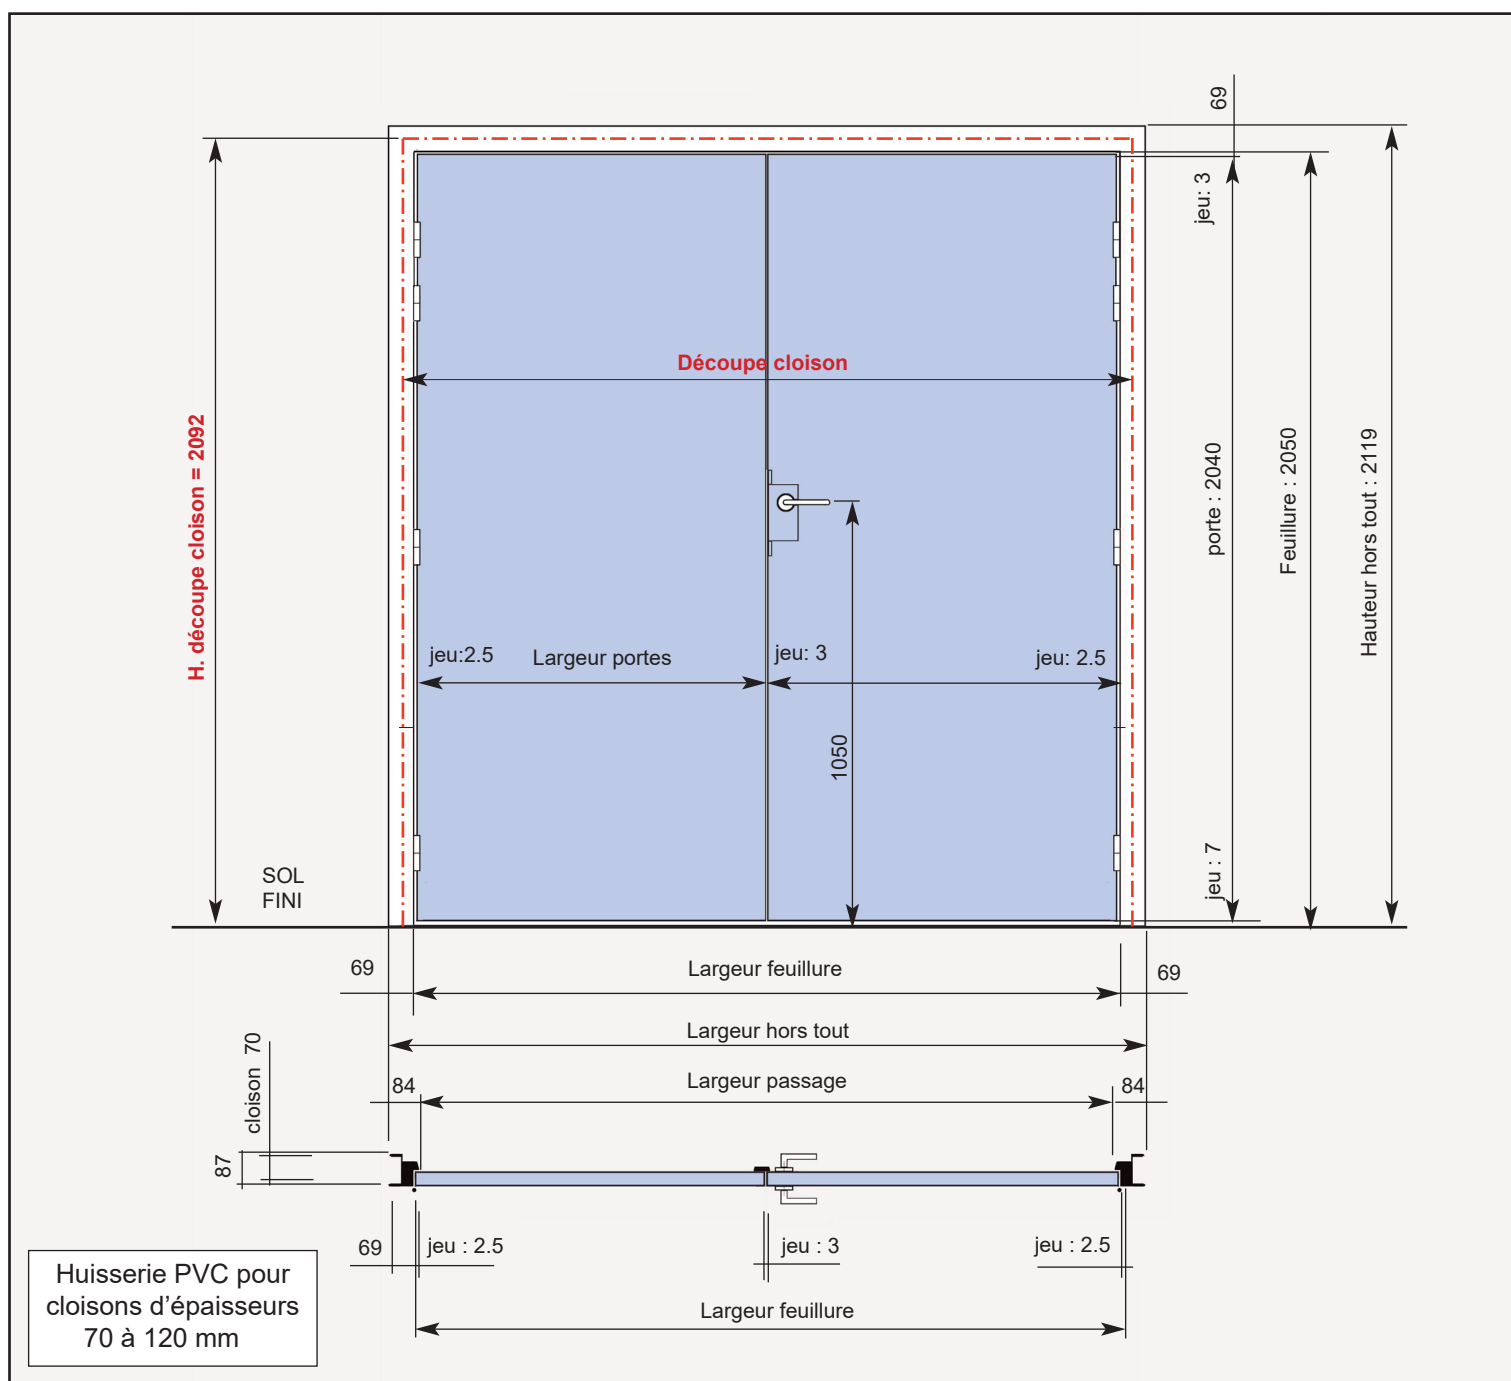 69
jeu: 3
Découpe cloison
H. découpe cloison = 2092
porte : 2040
Feuillure : 2050
Hauteur hors tout : 2119
jeu:2.5
Largeur portes
jeu: 3
jeu: 2.5
1050
jeu : 7
SOL
FINI
69
Largeur feuillure
69
Largeur hors tout
cloison 70
84
Largeur passage
84
87
69
jeu : 2.5
jeu : 3
jeu : 2.5
Largeur feuillure
Huisserie PVC pour
cloisons d'épaisseurs
70 à 120 mm